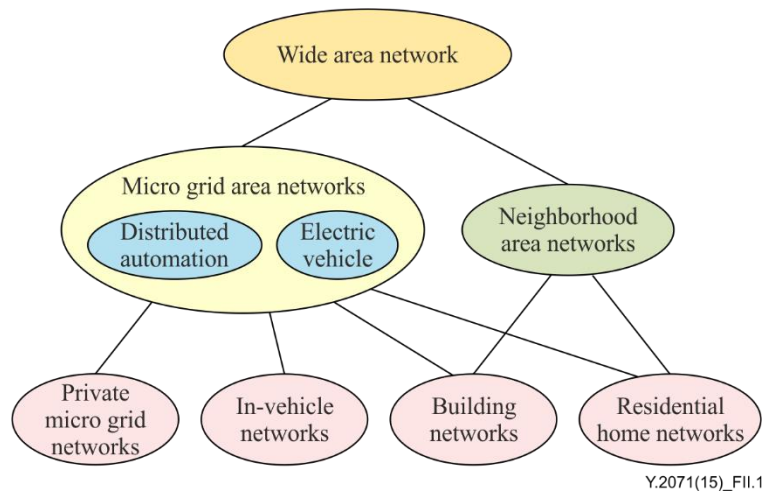 Wide area network
Micro grid area networks
Distributed
automation
Electric
vehicle
Neighborhood
area networks
Private
micro grid
networks
In-vehicle
networks
Building
networks
Residential
home networks
Y.2071(15)_FII.1